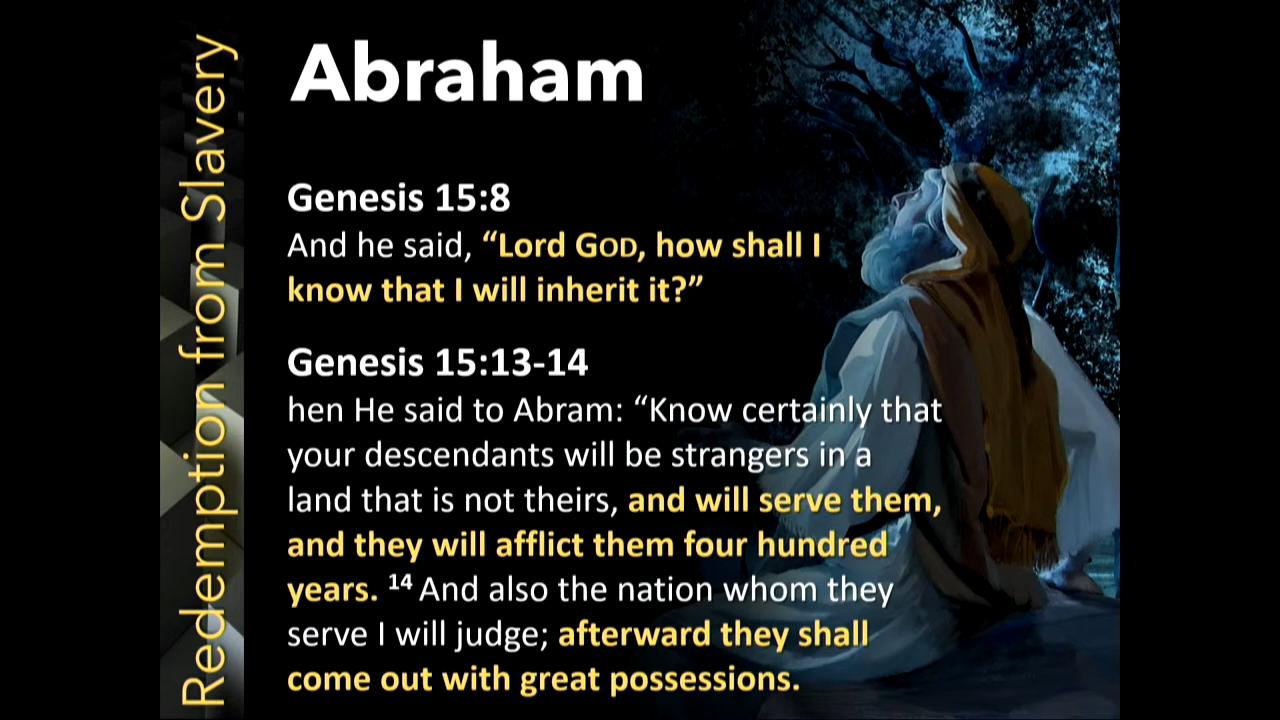 Redemption from Slavery
Abraham
Genesis 15:8
And he said, “Lord GOD, how shall I
know that I will inherit it?”
Genesis 15:13-14
hen He said to Abram: “Know certainly that
your descendants will be strangers in a
land that is not theirs, and will serve them,
and they will afflict them four hundred
years. 14 And also the nation whom they
serve I will judge; afterward they shall
come out with great possessions.